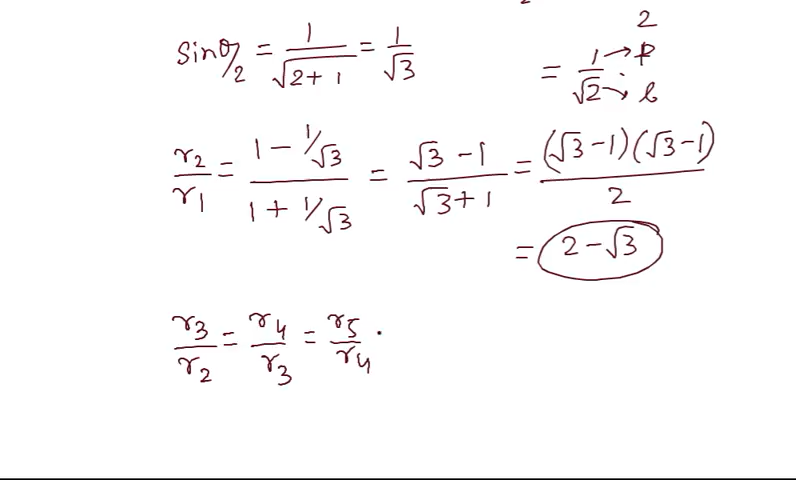 2
sin θ/2 = 1/√(2+1) = 1/√3
= 1/√2 → p → b
r2/r1 = (1 - 1/√3)/(1 + 1/√3) = (√3 - 1)/(√3 + 1) = (√3 - 1)(√3 - 1)/2
= 2 - √3
r3/r2 = r4/r3 = r5/r4